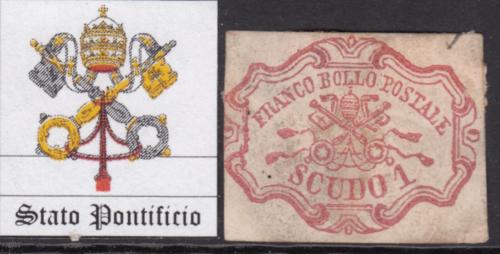 Stato Pontificio
FRANCO BOLLO POSTALE
SCUDO 1